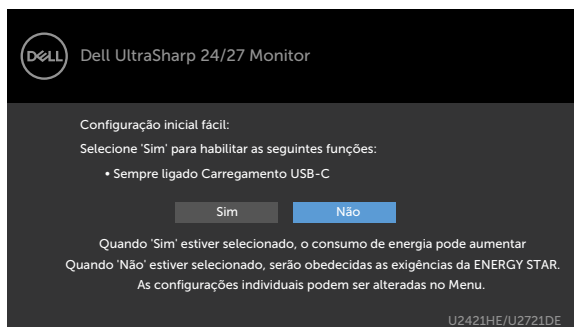 DELL Dell UltraSharp 24/27 Monitor
Configuração inicial fácil:
Selecione 'Sim' para habilitar as seguintes funções:
• Sempre ligado Carregamento USB-C
Sim Não
Quando 'Sim' estiver selecionado, o consumo de energia pode aumentar
Quando 'Não' estiver selecionado, serão obedecidas as exigências da ENERGY STAR.
As configurações individuais podem ser alteradas no Menu.
U2421HE/U2721DE